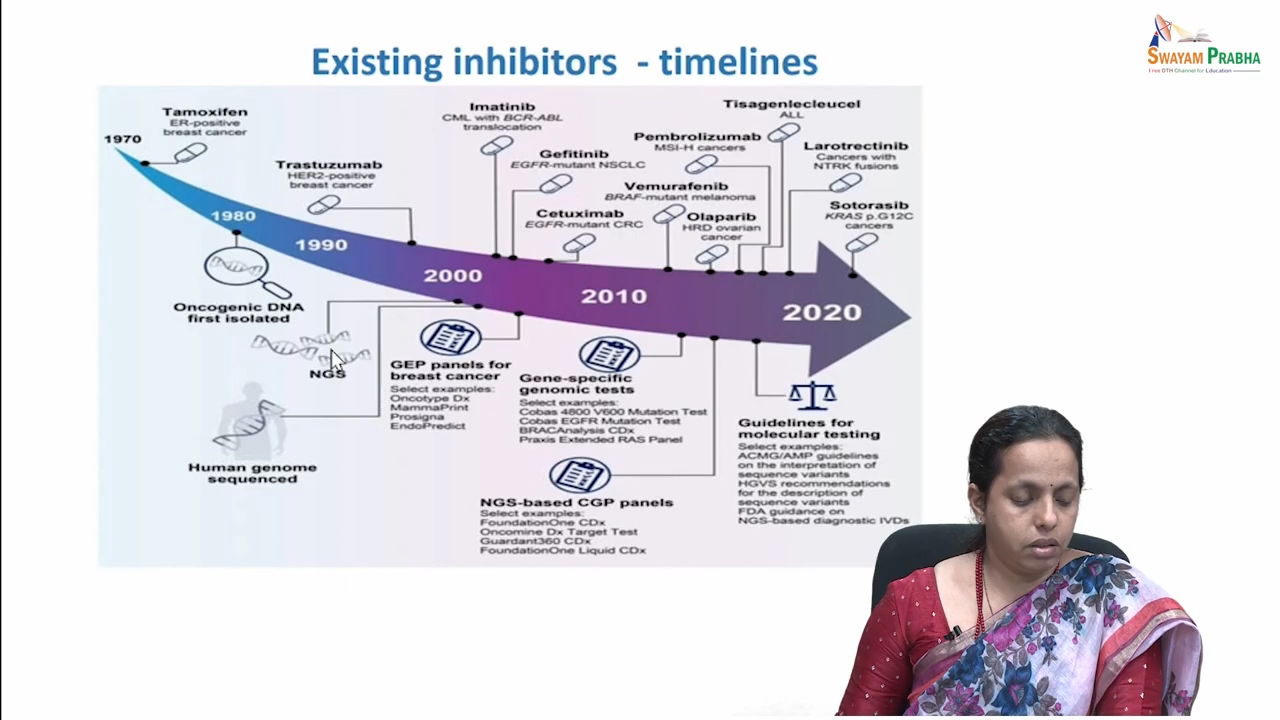 Existing inhibitors - timelines
SWAYAM PRABHA
Free DTH Channel for Education
1970
Tamoxifen
ER-positive
breast cancer
Trastuzumab
HER2-positive
breast cancer
Imatinib
CML with BCR-ABL
translocation
Gefitinib
EGFR-mutant NSCLC
Cetuximab
EGFR-mutant CRC
Tisagenlecleucel
ALL
Pembrolizumab
MSI-H cancers
Vemurafenib
BRAF-mutant melanoma
Olaparib
HRD ovarian
cancer
Larotrectinib
Cancers with
NTRK fusions
Sotorasib
KRAS p.G12C
cancers
1980
1990
2000
2010
2020
Oncogenic DNA
first isolated
NGS
Human genome
sequenced
GEP panels for
breast cancer
Select examples:
Oncotype Dx
MammaPrint
Prosigna
EndoPredict
Gene-specific
genomic tests
Select examples:
Cobas 4800 V600 Mutation Test
Cobas EGFR Mutation Test
BRACAnalysis CDx
Praxis Extended RAS Panel
NGS-based CGP panels
Select examples:
FoundationOne CDx
Oncomine Dx Target Test
Guardant360 CDx
FoundationOne Liquid CDx
Guidelines for
molecular testing
Select examples:
ACMG/AMP guidelines
on the interpretation of
sequence variants
HGVS recommendations
for the description of
sequence variants
FDA guidance on
NGS-based diagnostic IVDs